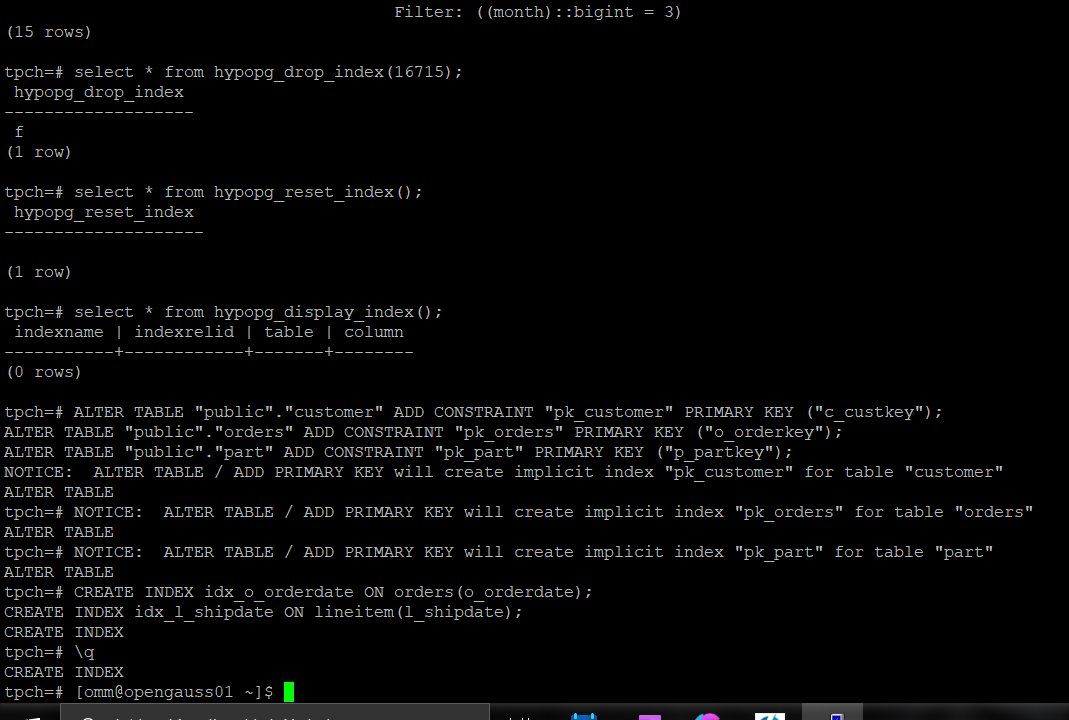 Filter: ((month)::bigint = 3)
(15 rows)
tpch=# select * from hypopg_drop_index(16715);
hypopg_drop_index
-------------------
f
(1 row)
tpch=# select * from hypopg_reset_index();
hypopg_reset_index
--------------------
(1 row)
tpch=# select * from hypopg_display_index();
indexname | indexrelid | table | column
-----------+------------+-------+--------
(0 rows)
tpch=# ALTER TABLE "public"."customer" ADD CONSTRAINT "pk_customer" PRIMARY KEY ("c_custkey");
ALTER TABLE "public"."orders" ADD CONSTRAINT "pk_orders" PRIMARY KEY ("o_orderkey");
ALTER TABLE "public"."part" ADD CONSTRAINT "pk_part" PRIMARY KEY ("p_partkey");
NOTICE:  ALTER TABLE / ADD PRIMARY KEY will create implicit index "pk_customer" for table "customer"
ALTER TABLE
tpch=# NOTICE:  ALTER TABLE / ADD PRIMARY KEY will create implicit index "pk_orders" for table "orders"
ALTER TABLE
tpch=# NOTICE:  ALTER TABLE / ADD PRIMARY KEY will create implicit index "pk_part" for table "part"
ALTER TABLE
tpch=# CREATE INDEX idx_o_orderdate ON orders(o_orderdate);
CREATE INDEX idx_l_shipdate ON lineitem(l_shipdate);
CREATE INDEX
tpch=# \q
CREATE INDEX
tpch=# [omm@opengauss01 ~]$